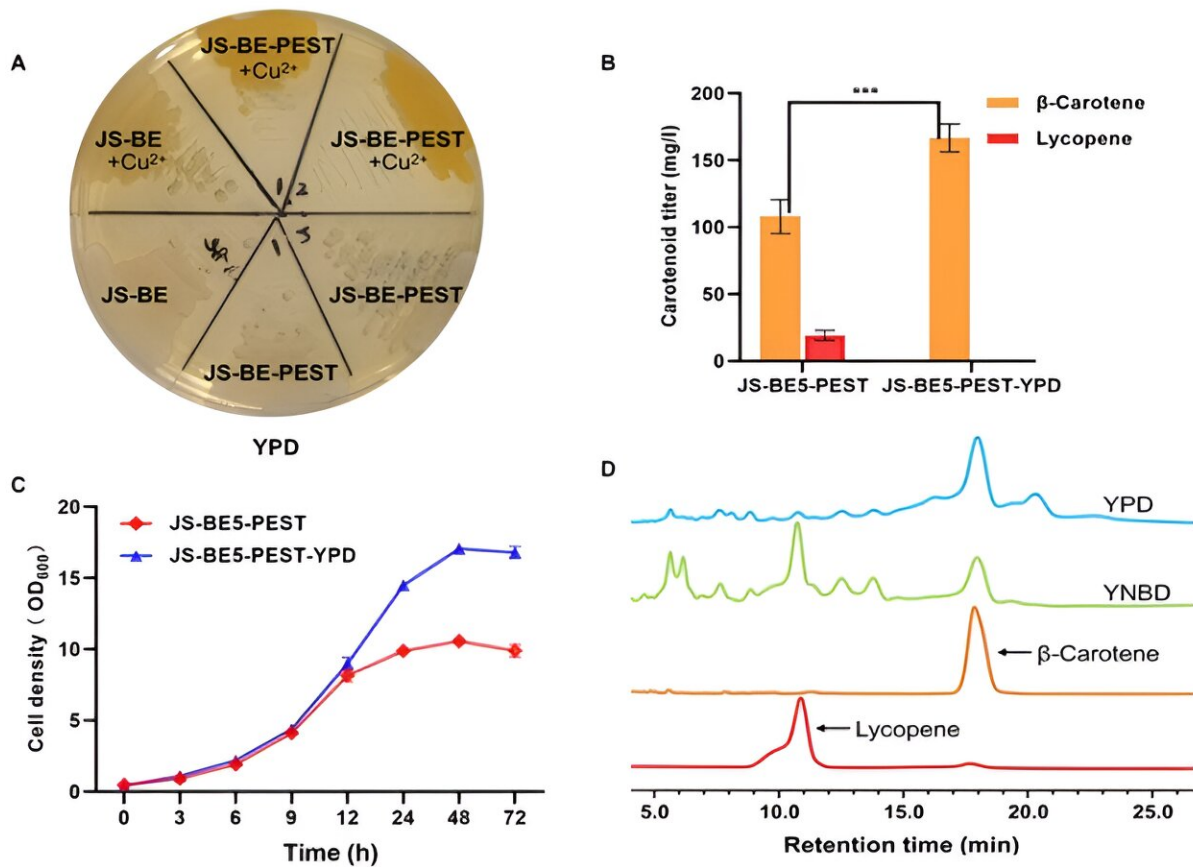 A
JS-BE-PEST
+Cu²⁺
JS-BE
+Cu²⁺
JS-BE-PEST
+Cu²⁺
1 2
1
JS-BE
JS-BE-PEST
JS-BE-PEST
YPD
B
***
β-Carotene
Lycopene
Carotenoid titer (mg/l)
200
150
100
50
0
JS-BE5-PEST JS-BE5-PEST-YPD
C
JS-BE5-PEST
JS-BE5-PEST-YPD
Cell density ( OD₆₀₀)
20
15
10
5
0
0 3 6 9 12 24 48 72
Time (h)
D
YPD
YNBD
β-Carotene
Lycopene
5.0 10.0 15.0 20.0 25.0
Retention time (min)